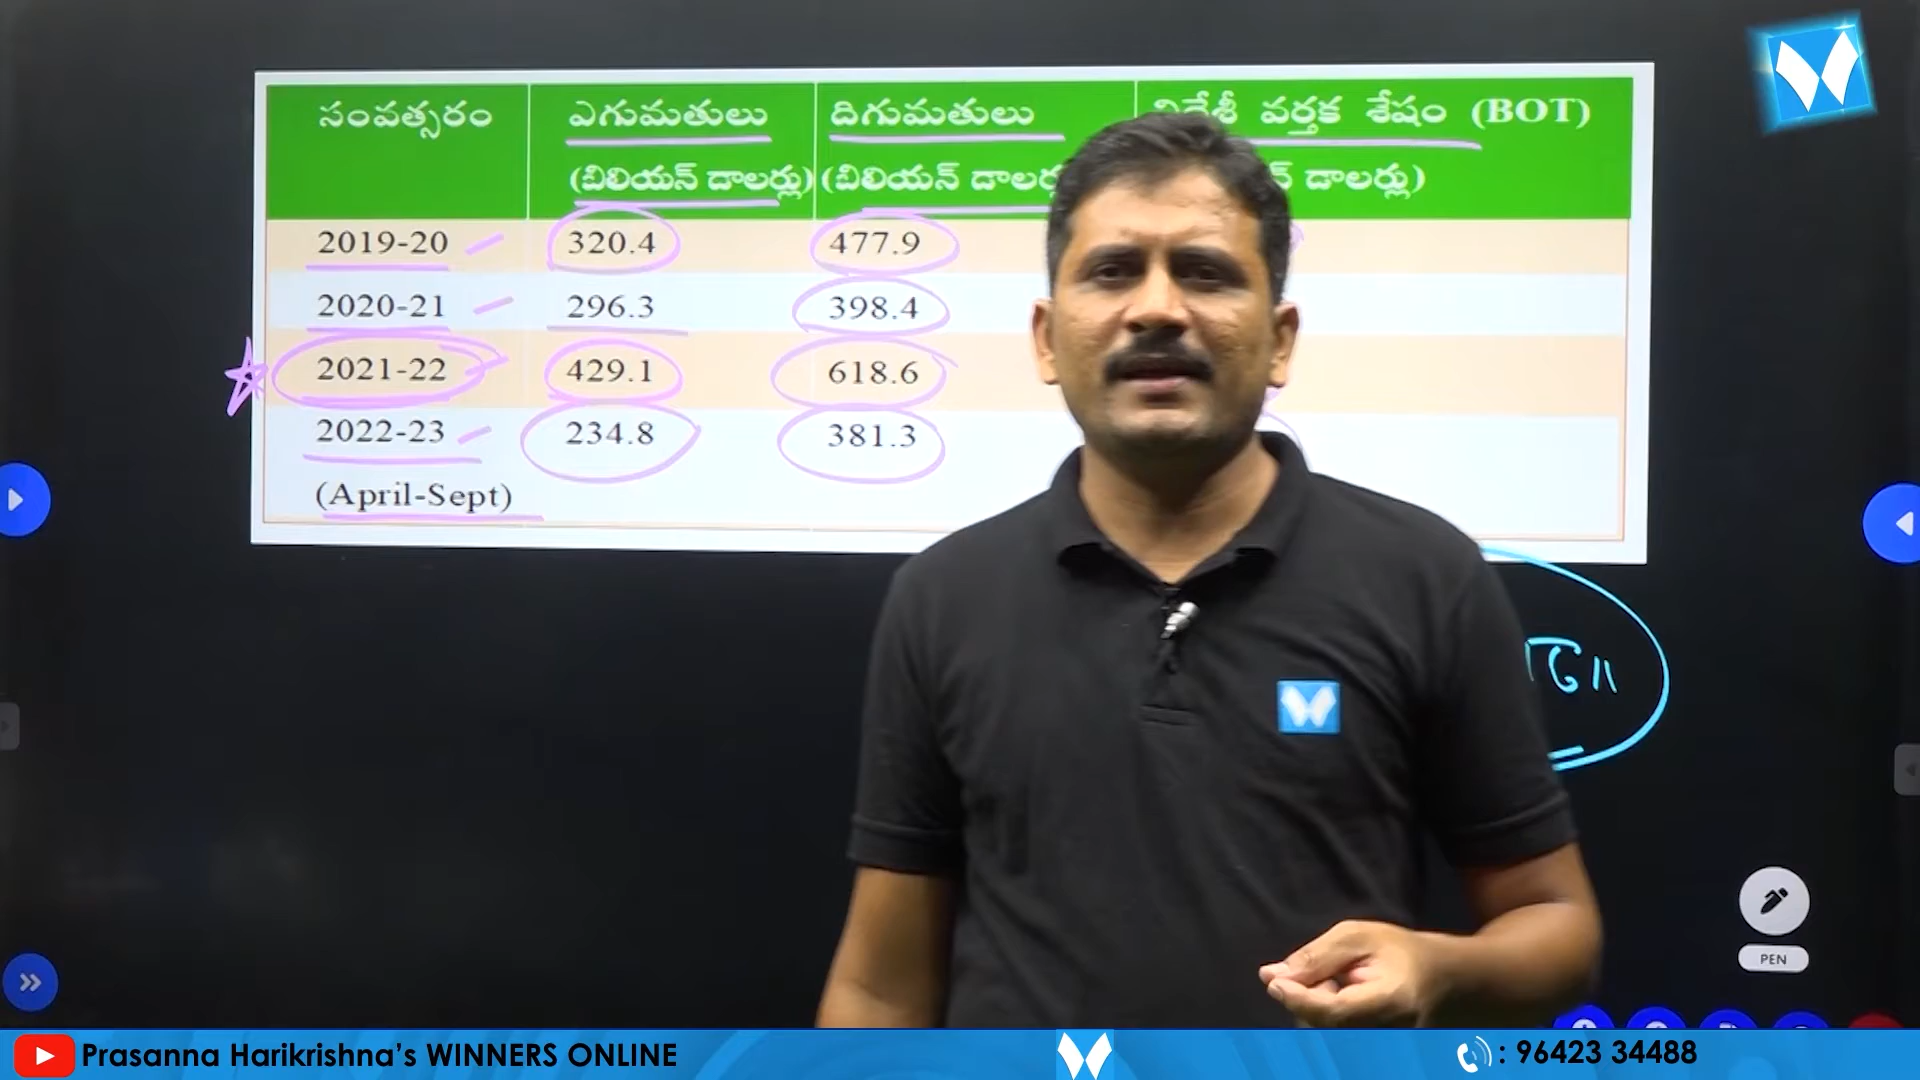 సంవత్సరం ఎగుమతులు దిగుమతులు వర్తక శేషం (BOT)
(బిలియన్ డాలర్లు) (బిలియన్ డాలర్లు)
2019-20 320.4 477.9
2020-21 296.3 398.4
2021-22 429.1 618.6
2022-23 234.8 381.3
(April-Sept)
PEN
Prasanna Harikrishna's WINNERS ONLINE : 96423 34488